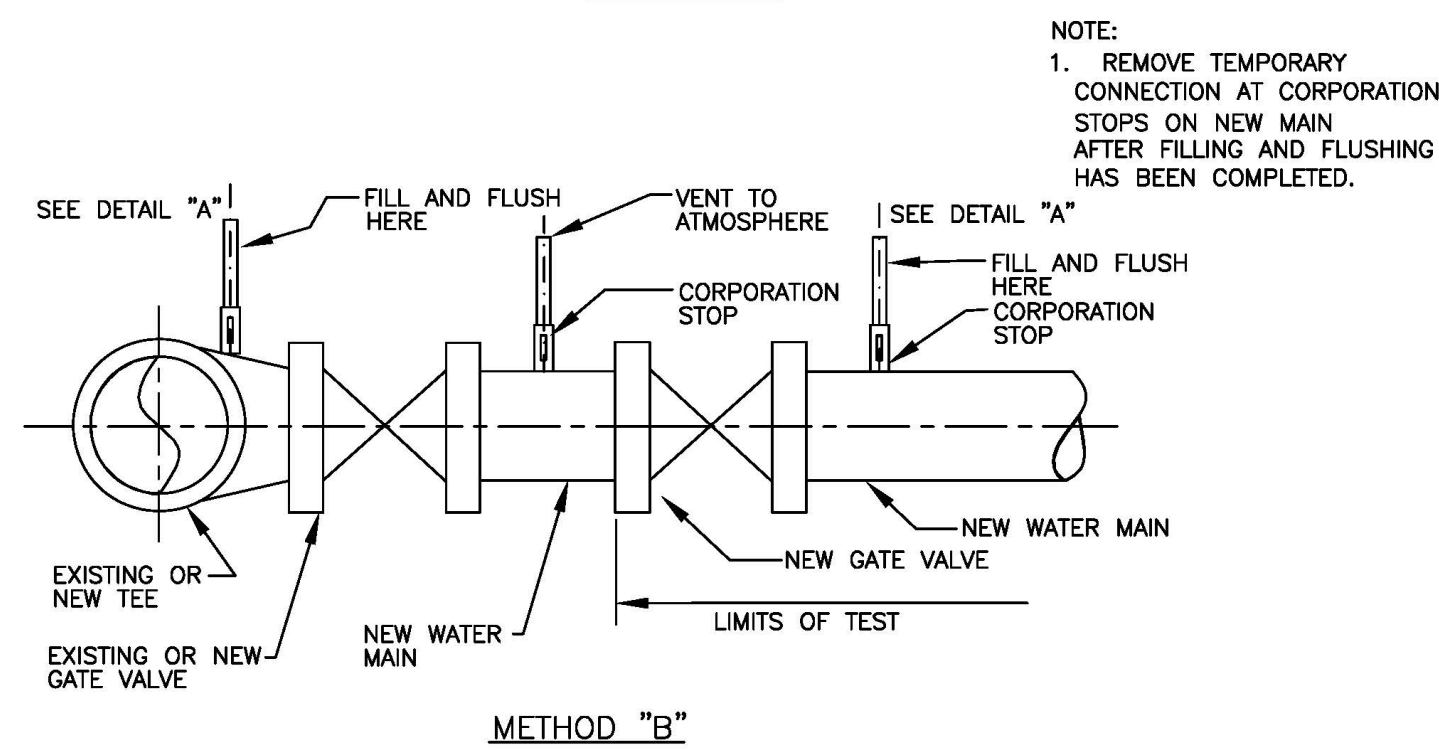 NOTE:
1. REMOVE TEMPORARY
CONNECTION AT CORPORATION
STOPS ON NEW MAIN
AFTER FILLING AND FLUSHING
HAS BEEN COMPLETED.
SEE DETAIL "A"
FILL AND FLUSH
HERE
VENT TO
ATMOSPHERE
SEE DETAIL "A"
CORPORATION
STOP
FILL AND FLUSH
HERE
CORPORATION
STOP
EXISTING OR
NEW TEE
EXISTING OR NEW
GATE VALVE
NEW WATER
MAIN
NEW GATE VALVE
NEW WATER MAIN
LIMITS OF TEST
METHOD "B"